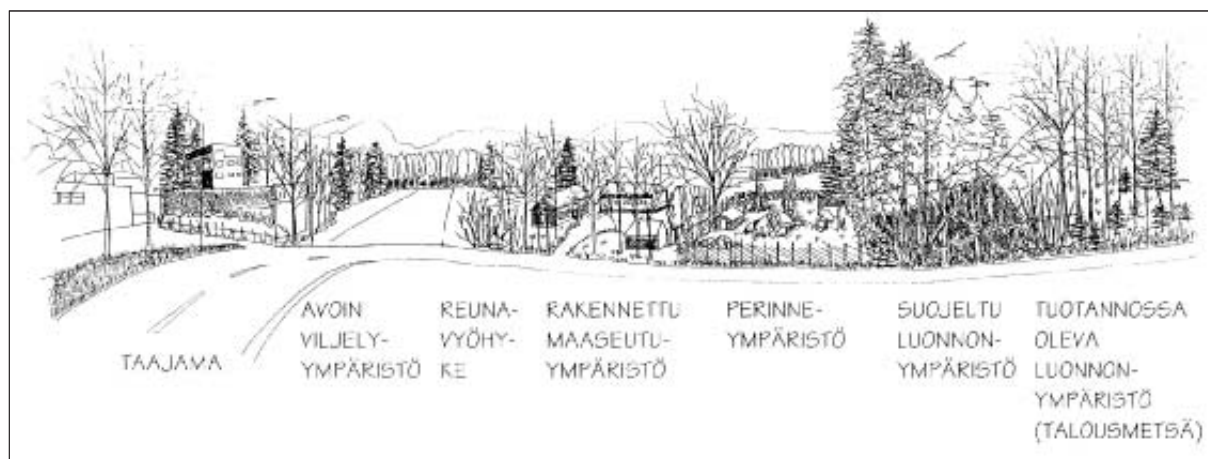 TAAJAMA
AVOIN
VILJELY-
YMPÄRISTÖ
REUNA-
VYÖHY-
KE
RAKENNETTU
MAASEUTU-
YMPÄRISTÖ
PERINNE-
YMPÄRISTÖ
SUOJELTU
LUONNON-
YMPÄRISTÖ
TUOTANNOSSA
OLEVA
LUONNON-
YMPÄRISTÖ
(TALOUSMETSÄ)